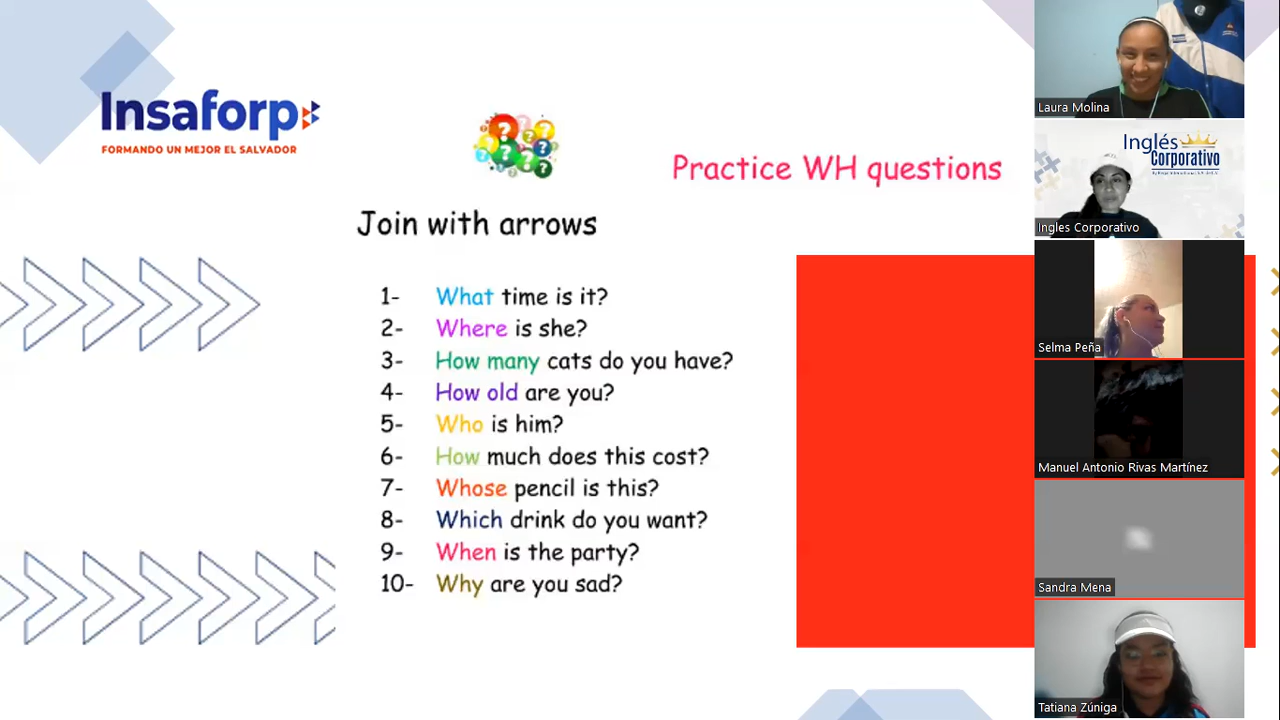 Insaforp
FORMANDO UN MEJOR EL SALVADOR
Practice WH questions
Join with arrows
1- What time is it?
2- Where is she?
3- How many cats do you have?
4- How old are you?
5- Who is him?
6- How much does this cost?
7- Whose pencil is this?
8- Which drink do you want?
9- When is the party?
10- Why are you sad?
Laura Molina
Inglés
Corporativo
Ingles Corporativo
Selma Peña
Manuel Antonio Rivas Martínez
Sandra Mena
Tatiana Zúniga